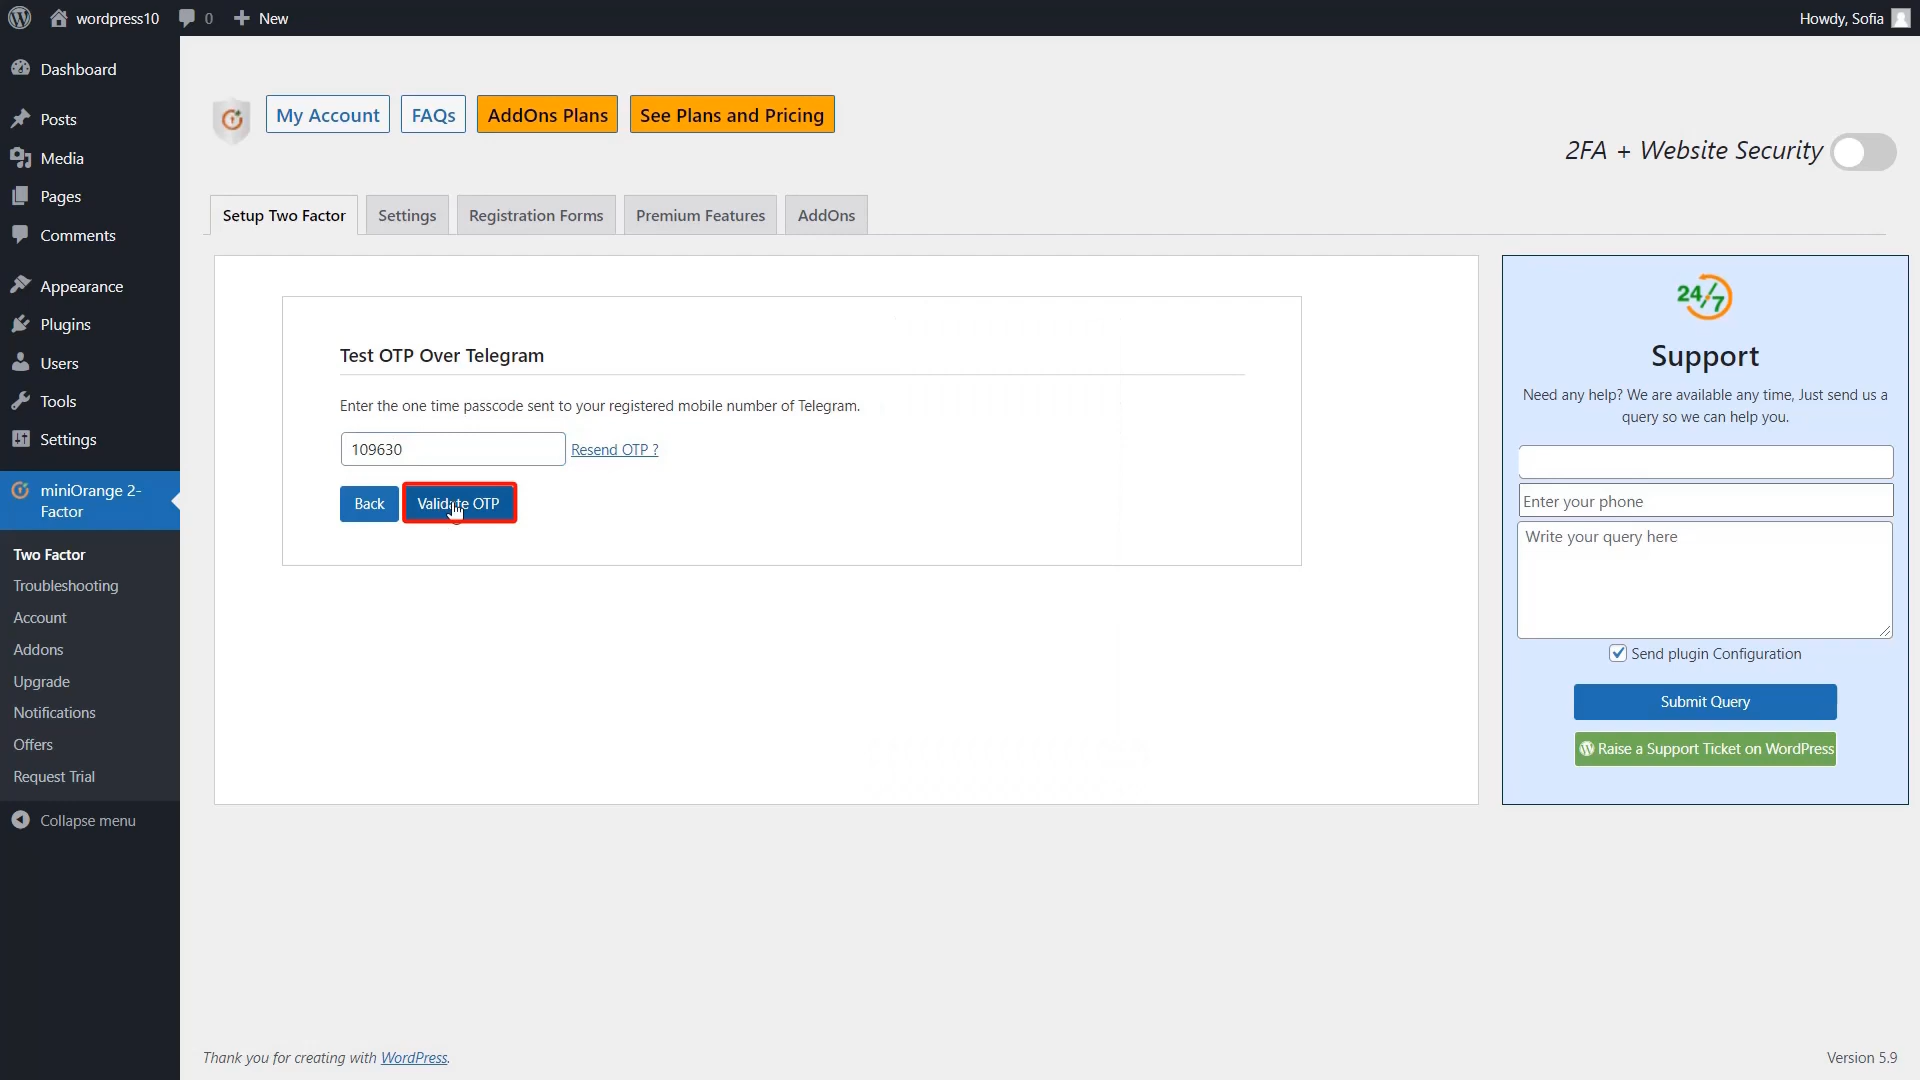 wordpress10
0
New
Howdy, Sofia
Dashboard
Posts
Media
Pages
Comments
Appearance
Plugins
Users
Tools
Settings
miniOrange 2-
Factor
Two Factor
Troubleshooting
Account
Addons
Upgrade
Notifications
Offers
Request Trial
Collapse menu
My Account
FAQs
AddOns Plans
See Plans and Pricing
2FA + Website Security
Setup Two Factor
Settings
Registration Forms
Premium Features
AddOns
Test OTP Over Telegram
Enter the one time passcode sent to your registered mobile number of Telegram.
109630
Resend OTP ?
Back
Validate OTP
24/7
Support
Need any help? We are available any time, Just send us a
query so we can help you.
Enter your phone
Write your query here
Send plugin Configuration
Submit Query
Raise a Support Ticket on WordPress
Thank you for creating with WordPress.
Version 5.9